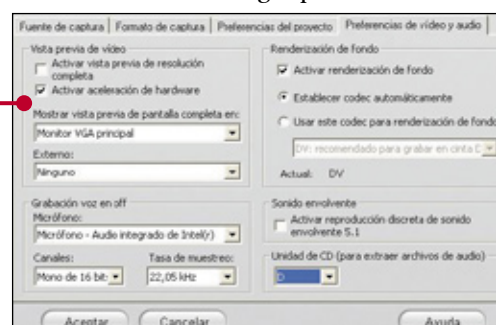 Fuente de captura Formato de captura Preferencias del proyecto Preferencias de vídeo y audio
Vista previa de vídeo
Activar vista previa de resolución
completa
Activar aceleración de hardware
Mostrar vista previa de pantalla completa en:
Monitor VGA principal
Externo:
Ninguno
Grabación voz en off
Micrófono:
Micrófono - Audio integrado de Intel(r)
Canales: Tasa de muestreo:
Mono de 16 bit: 22,05 kHz
Renderización de fondo
Activar renderización de fondo
Establecer codec automáticamente
Usar este codec para renderización de fondo
DV: recomendado para grabar en cinta D
Actual: DV
Sonido envolvente
Activar reproducción discreta de sonido
envolvente 5.1
Unidad de CD (para extraer archivos de audio)
D
Aceptar Cancelar Ayuda